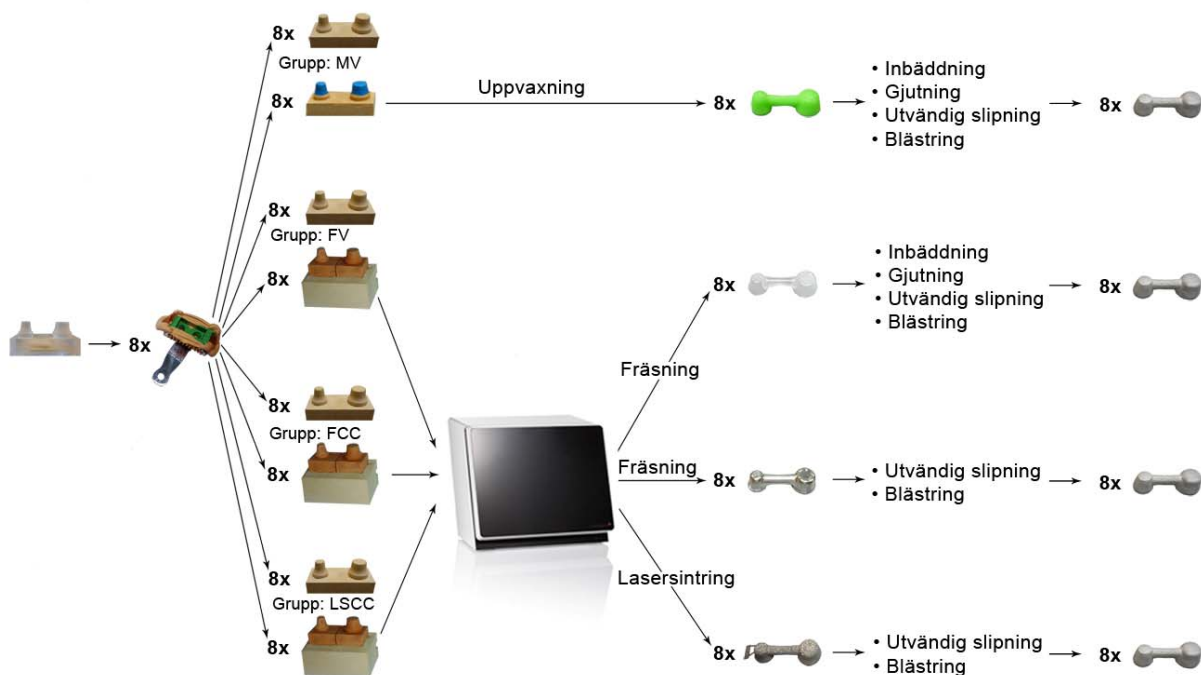 8x
Grupp: MV
8x
Uppvaxning
8x
• Inbäddning
• Gjutning
• Utvändig slipning
• Blästring
8x
8x
Grupp: FV
8x
8x
• Inbäddning
• Gjutning
• Utvändig slipning
• Blästring
8x
8x
Fräsning
8x
Grupp: FCC
8x
Fräsning
8x
• Utvändig slipning
• Blästring
8x
8x
Grupp: LSCC
Lasersintring
8x
8x
• Utvändig slipning
• Blästring
8x